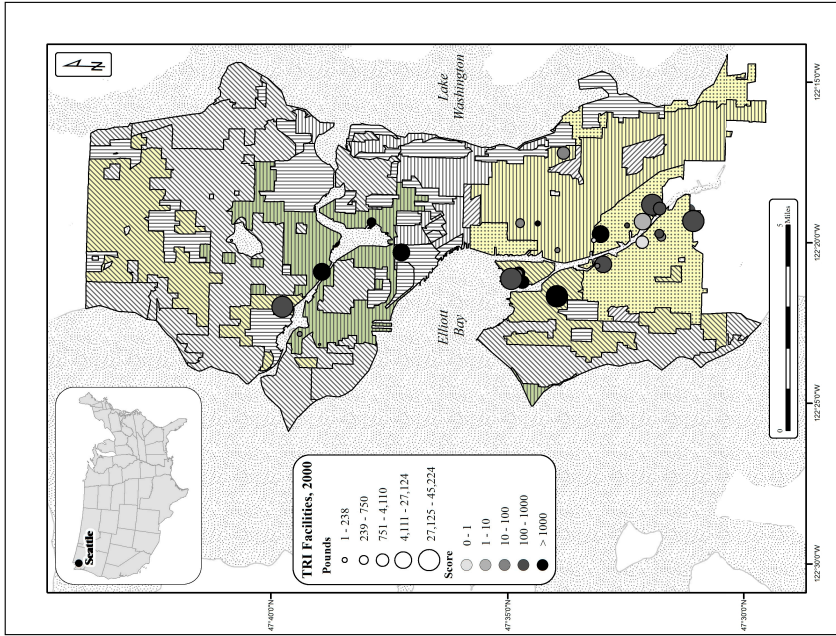 Seattle
TRI Facilities, 2000
Pounds
1 - 238
239 - 750
751 - 4,110
4,111 - 27,124
27,125 - 45,224
Score
0 - 1
1 - 10
10 - 100
100 - 1000
> 1000
Elliott
Bay
Lake
Washington
N
0
5
Miles
47°40'0"N
47°35'0"N
47°30'0"N
122°30'0"W
122°25'0"W
122°20'0"W
122°15'0"W